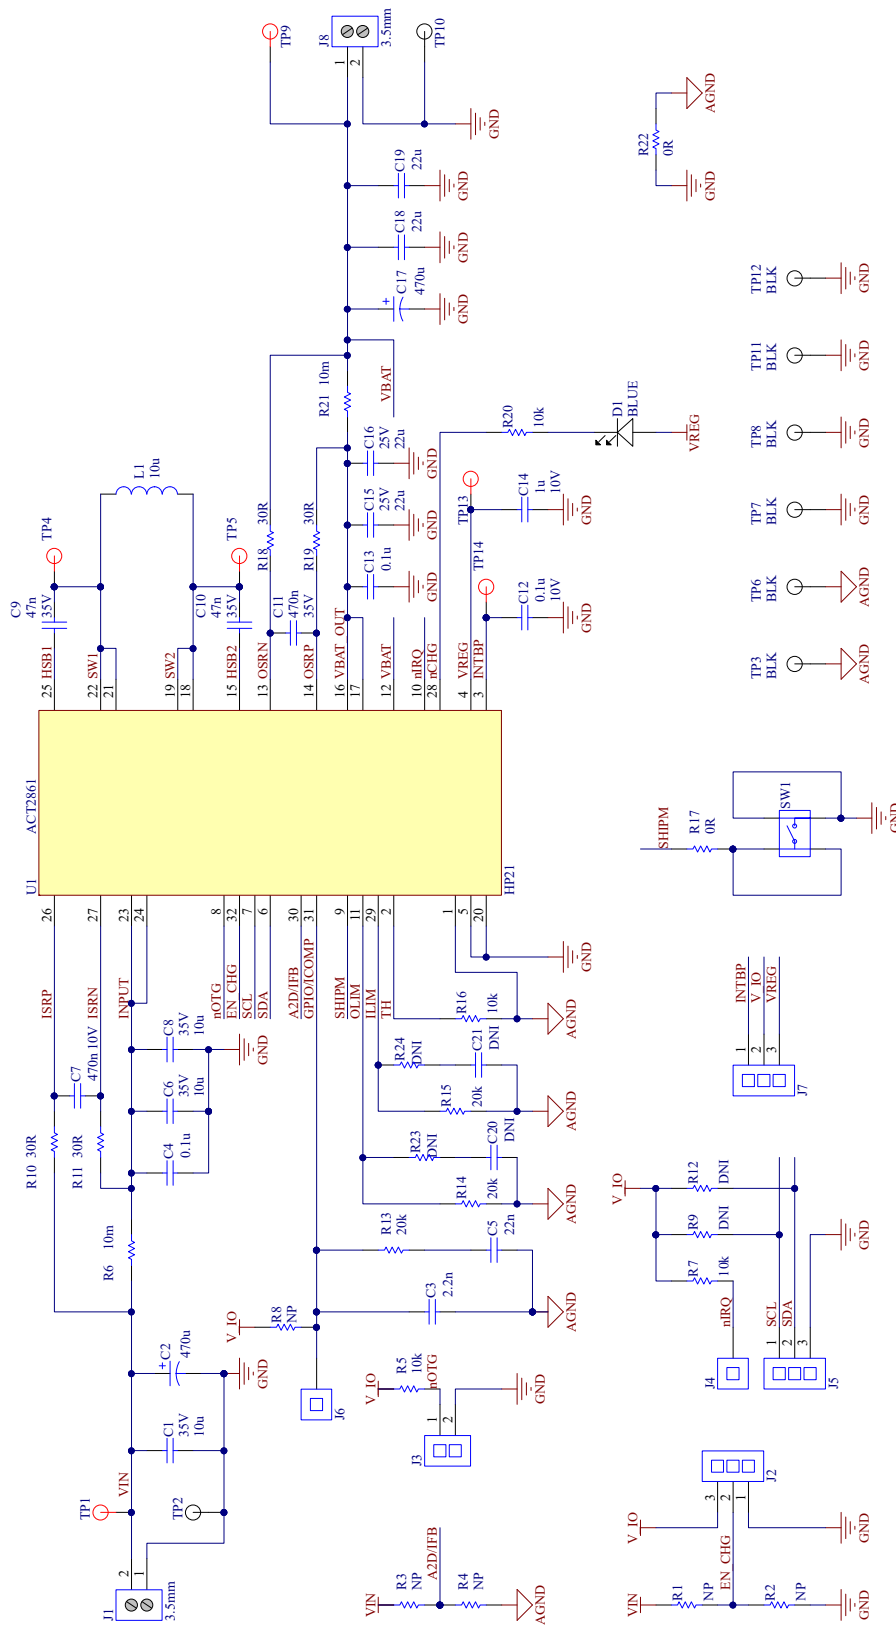 J1
3.5mm
2
1
TP1
TP2
VIN
C1
35V
10u
C2
470u
+
GND
R6 10m
R10 30R
R11 30R
C7
470n 10V
C4
0.1u
C6
35V
10u
C8
35V
10u
GND
ISRP
ISRN
INPUT
26
27
23
24
nOTG
EN_CHG
SCL
SDA
8
32
7
6
A2D/IFB
GPIO/ICOMP
30
31
SHIPM
OLIM
ILIM
TH
9
11
29
2
1
5
20
GND
U1
ACT2861
HP21
25
HSB1
22
SW1
21
19
SW2
18
15
HSB2
13
OSRN
14
OSRP
16
VBAT_OUT
17
12
VBAT
10
nIRQ
28
nCHG
4
VREG
3
INTBP
C9
47n
35V
TP4
L1
10u
C10
47n
35V
TP5
C11
470n
35V
R18
30R
R19
30R
C13
0.1u
GND
C15
25V
22u
GND
C16
25V
22u
GND
R21 10m
VBAT
C17
470u
+
GND
C18
22u
GND
C19
22u
GND
TP9
J8
3.5mm
1
2
TP10
GND
R20
10k
D1
BLUE
VREG
TP13
C14
1u
10V
GND
TP14
C12
0.1u
10V
GND
V_IO
R8
NP
J6
C3
2.2n
R13
20k
C5
22n
AGND
R14
20k
R23
DNI
C20
DNI
AGND
R15
20k
R24
DNI
C21
DNI
AGND
R16
10k
AGND
V_IO
R5
10k
nOTG
1
2
J3
GND
VIN
R3
NP
A2D/IFB
R4
NP
AGND
VIN
R1
NP
EN_CHG
R2
NP
GND
V_IO
3
2
1
J2
GND
V_IO
R7
10k
R9
DNI
R12
DNI
nIRQ
J4
SCL
SDA
1
2
3
J5
GND
INTBP
V_IO
VREG
1
2
3
J7
SHIPM
R17
0R
SW1
GND
TP3
BLK
AGND
TP6
BLK
AGND
TP7
BLK
GND
TP8
BLK
GND
TP11
BLK
GND
TP12
BLK
GND
R22
0R
GND
AGND